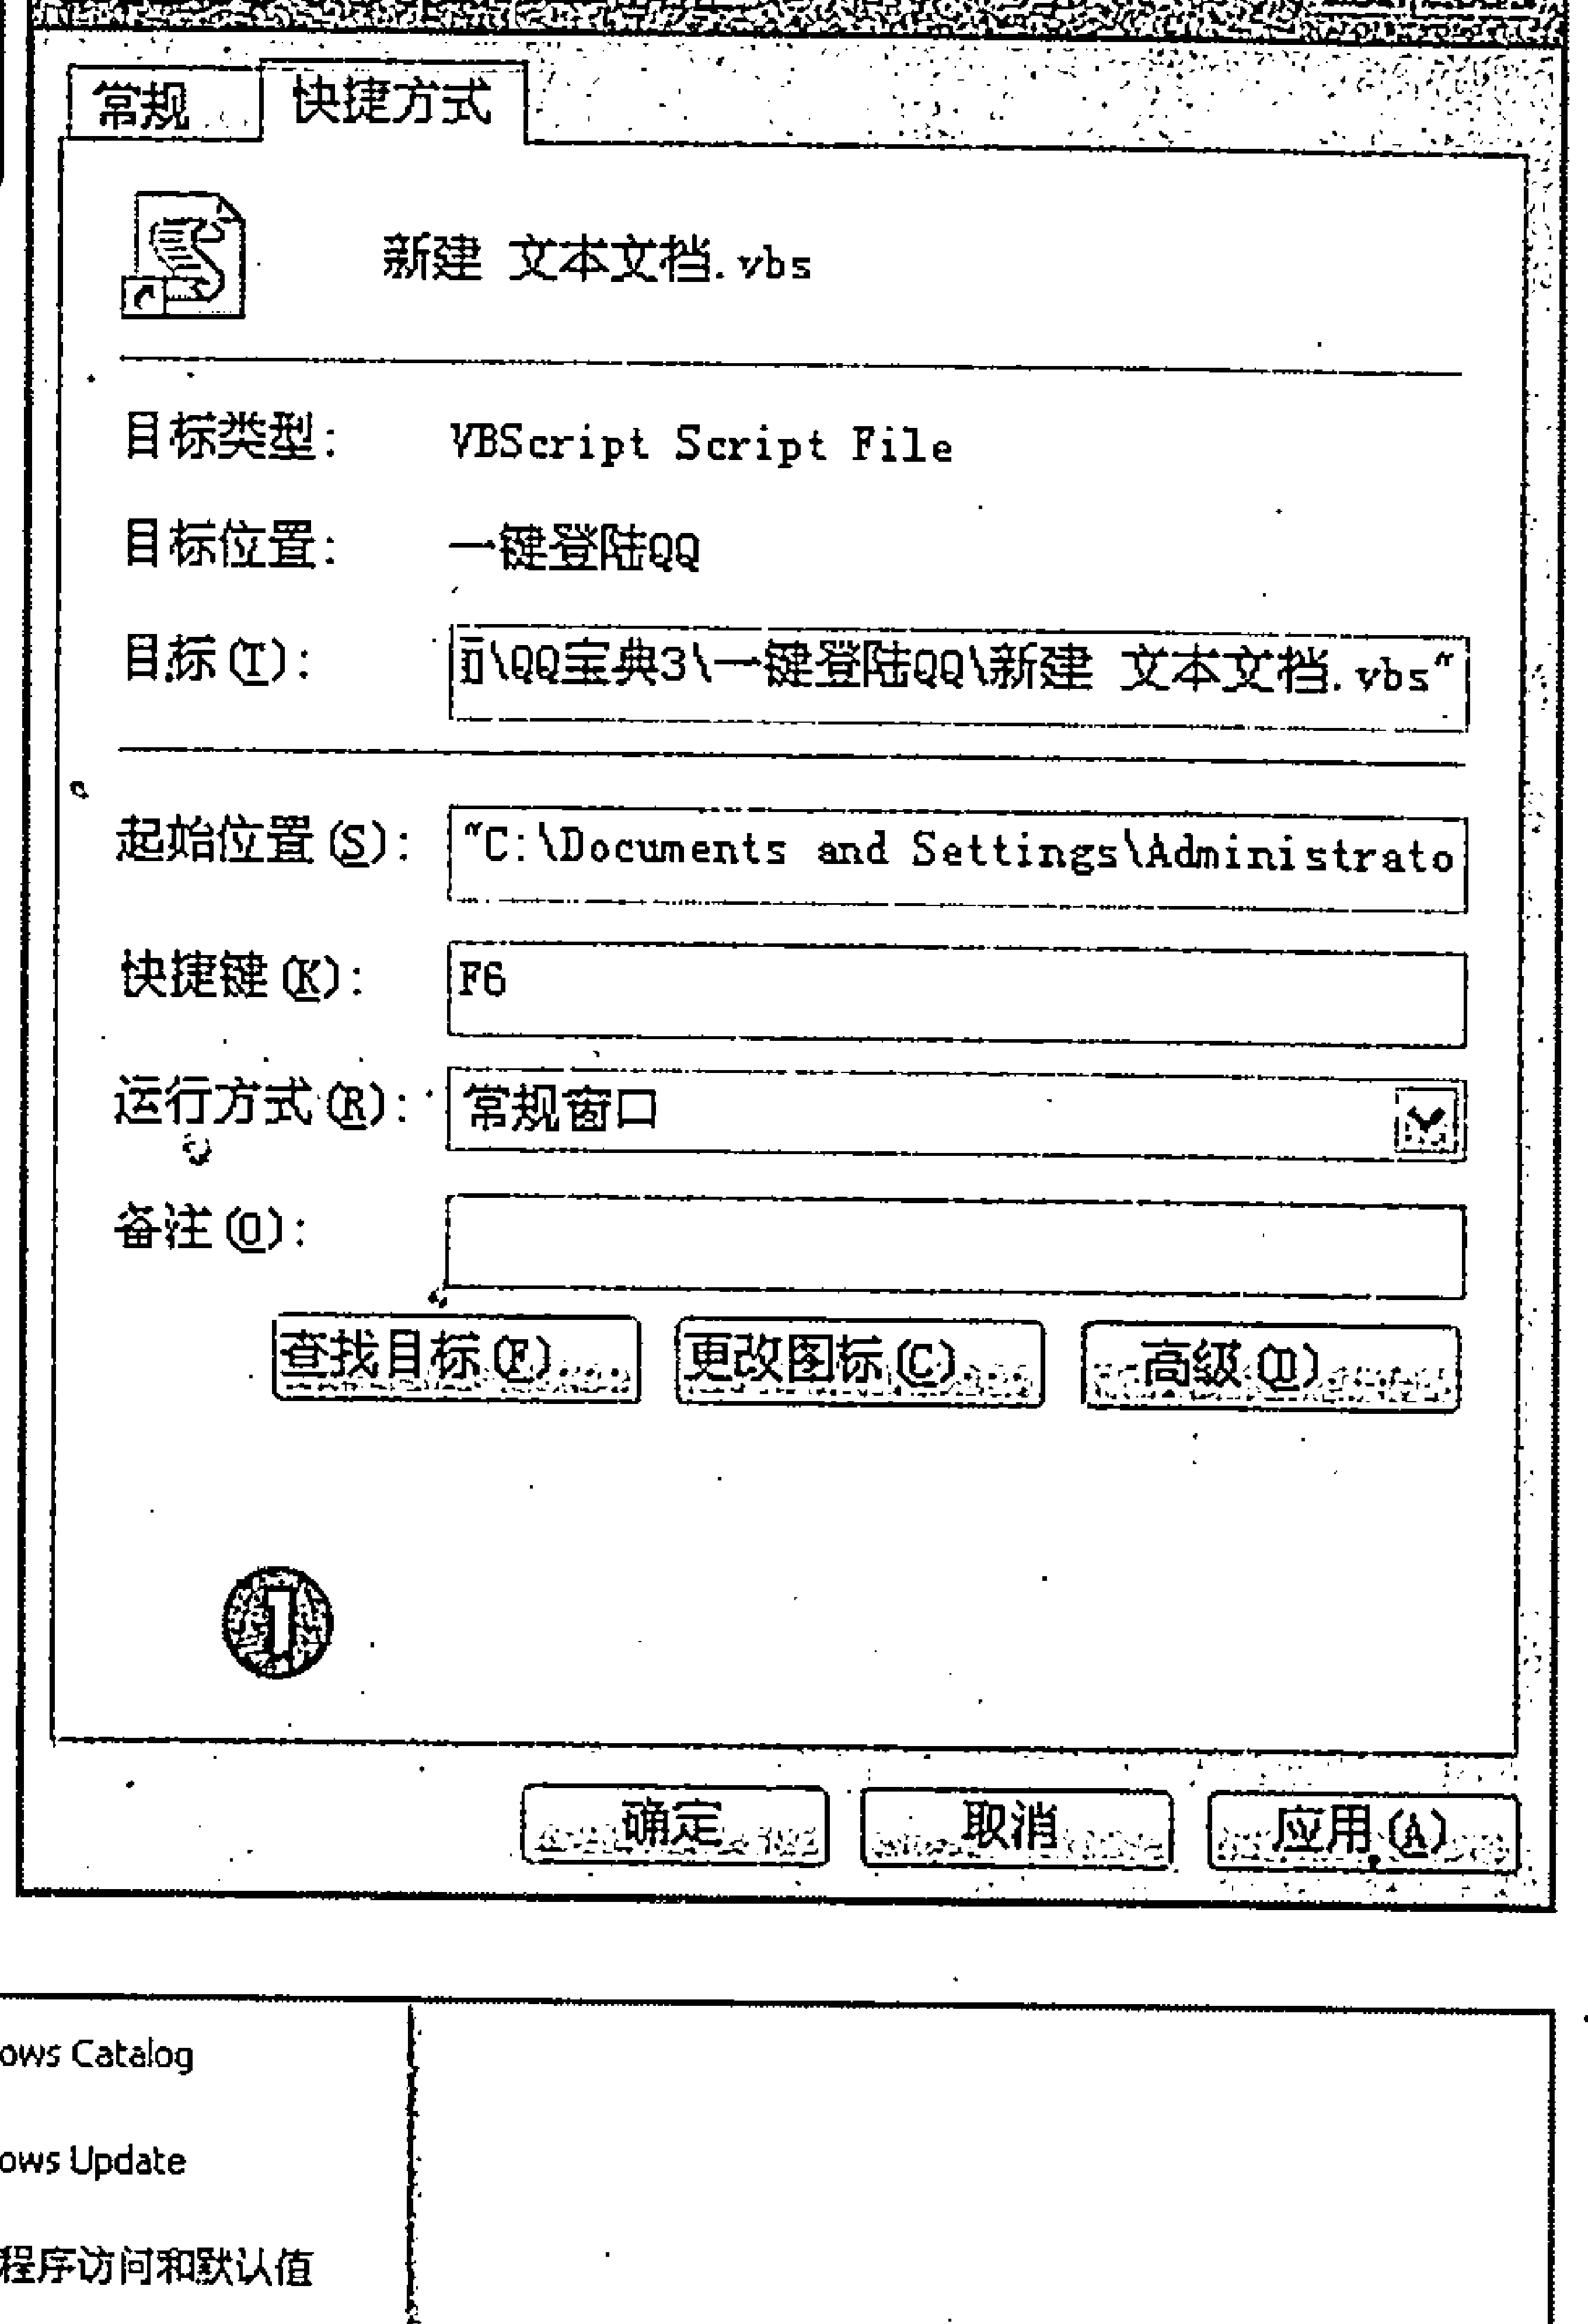 常规 快捷方式
新建 文本文档.vbs
目标类型: VBScript Script File
目标位置: 一键登陆QQ
目标(T): \QQ宝典3\一键登陆QQ\新建 文本文档.vbs"
起始位置(S): "C:\Documents and Settings\Administrato
快捷键(K): F6
运行方式(R): 常规窗口
备注(O):
查找目标(F)... 更改图标(C)... 高级(D)...
1
确定 取消 应用(A)
ows Catalog
ows Update
程序访问和默认值